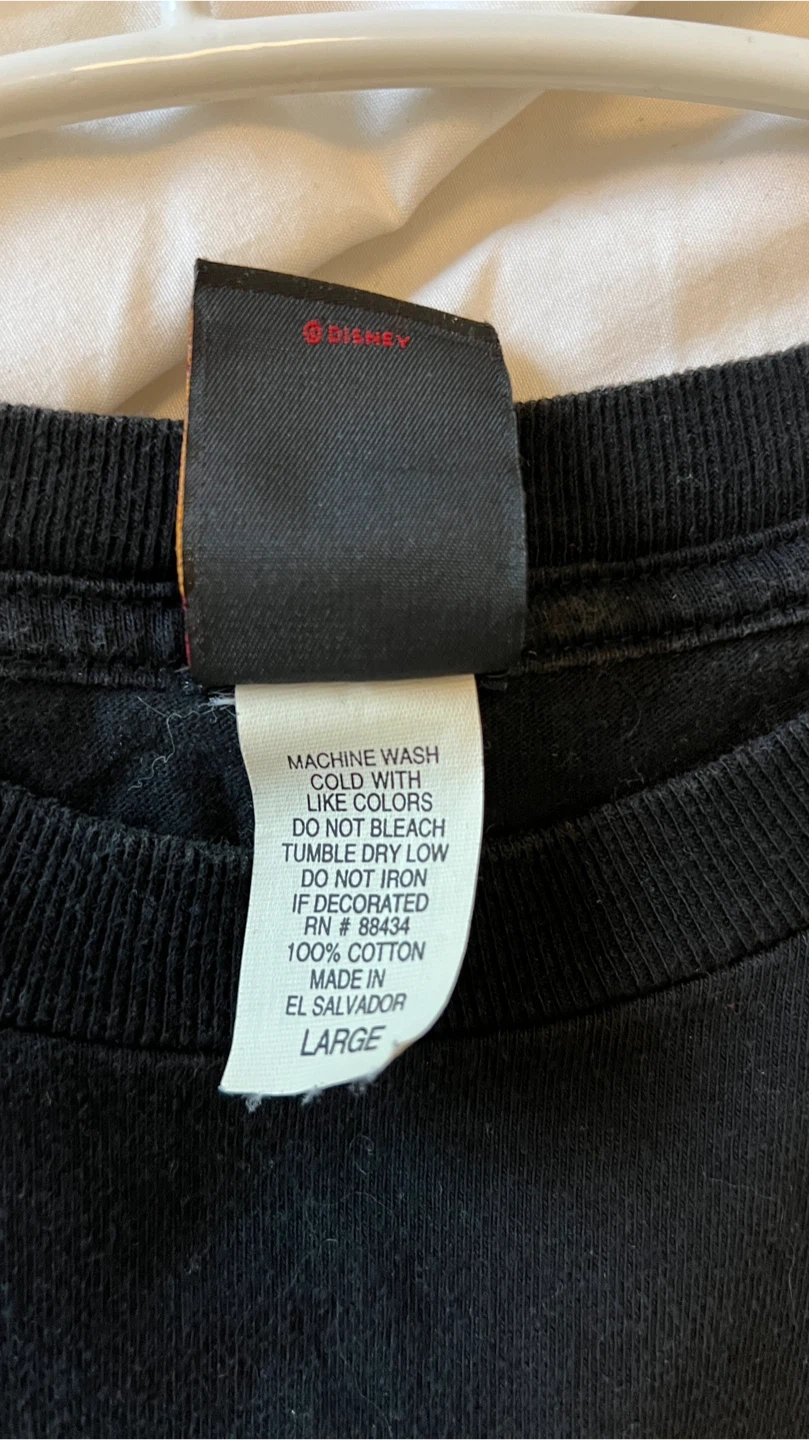 DISNEY
MACHINE WASH
COLD WITH
LIKE COLORS
DO NOT BLEACH
TUMBLE DRY LOW
DO NOT IRON
IF DECORATED
RN # 88434
100% COTTON
MADE IN
EL SALVADOR
LARGE